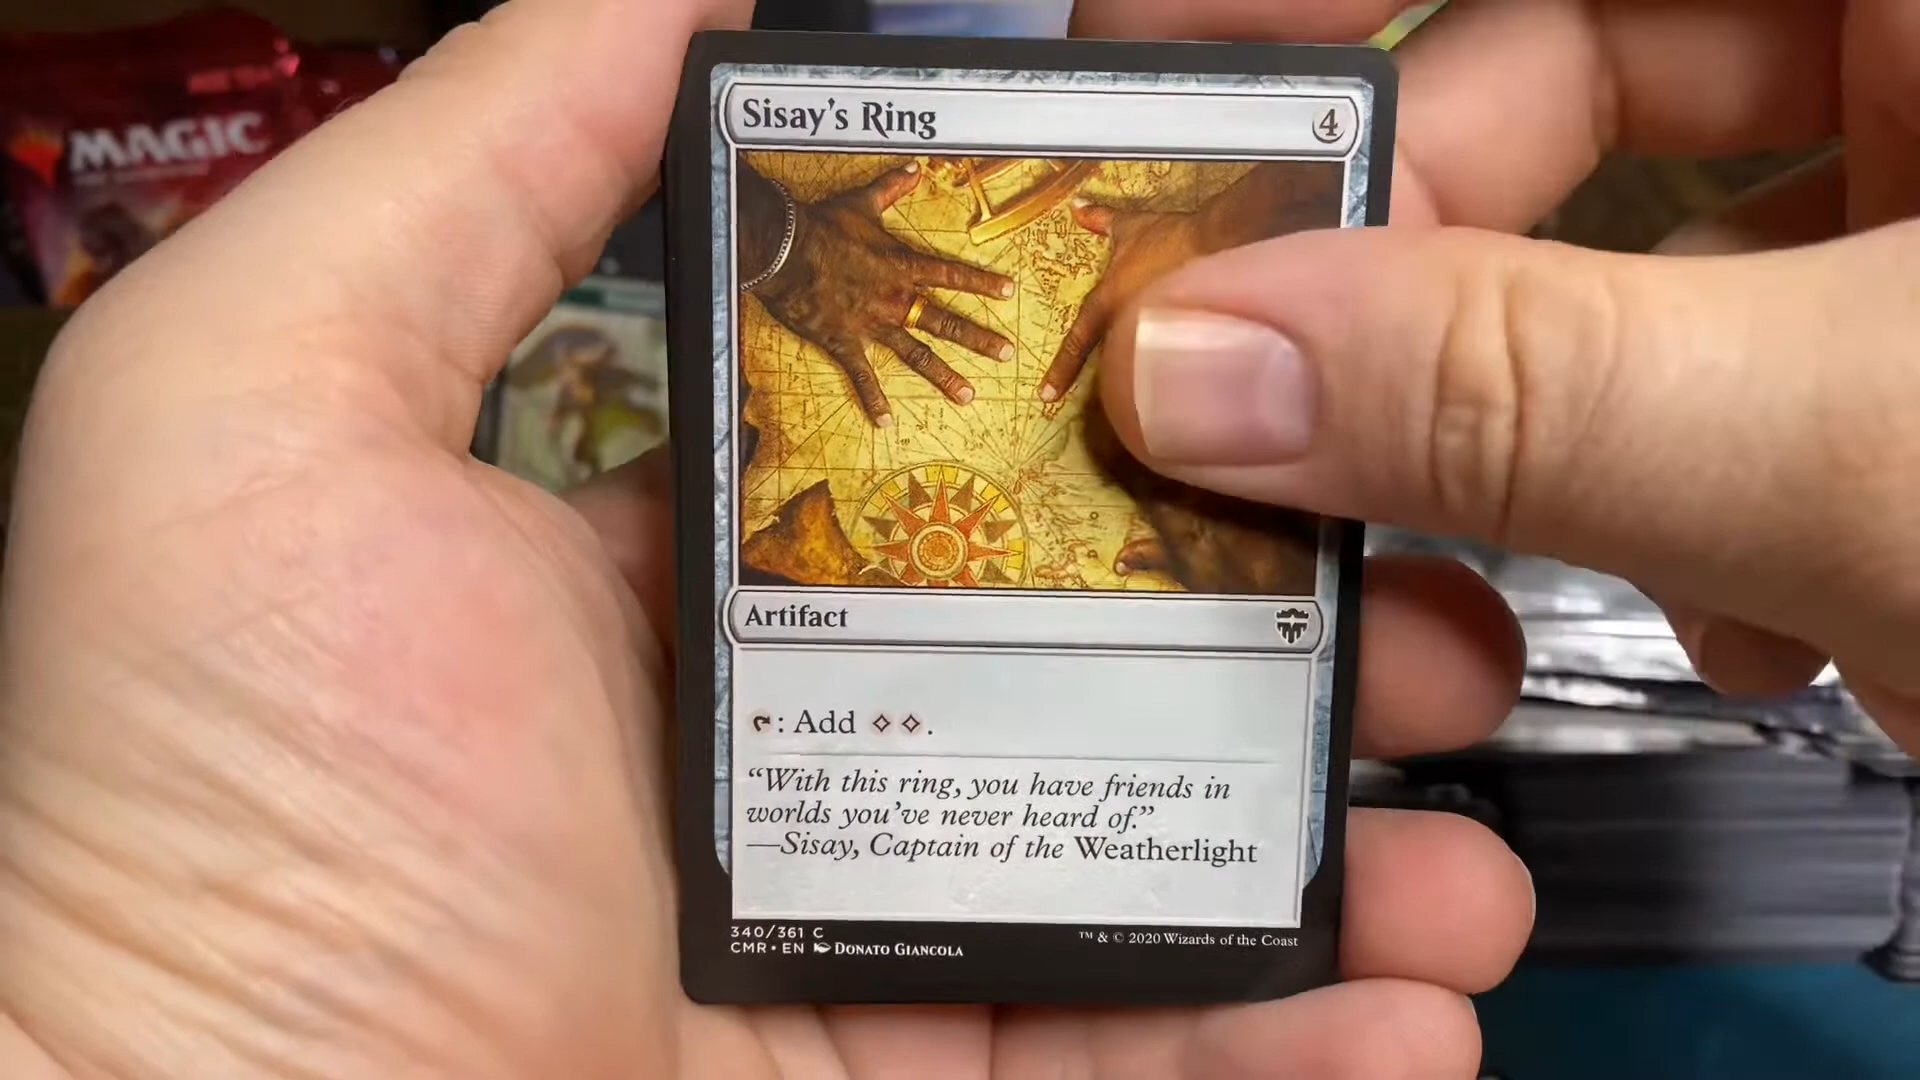 MAGIC
Sisay's Ring
4
Artifact
: Add .
“With this ring, you have friends in
worlds you've never heard of.”
—Sisay, Captain of the Weatherlight
340/361 C
CMR • EN DONATO GIANCOLA
™ & © 2020 Wizards of the Coast